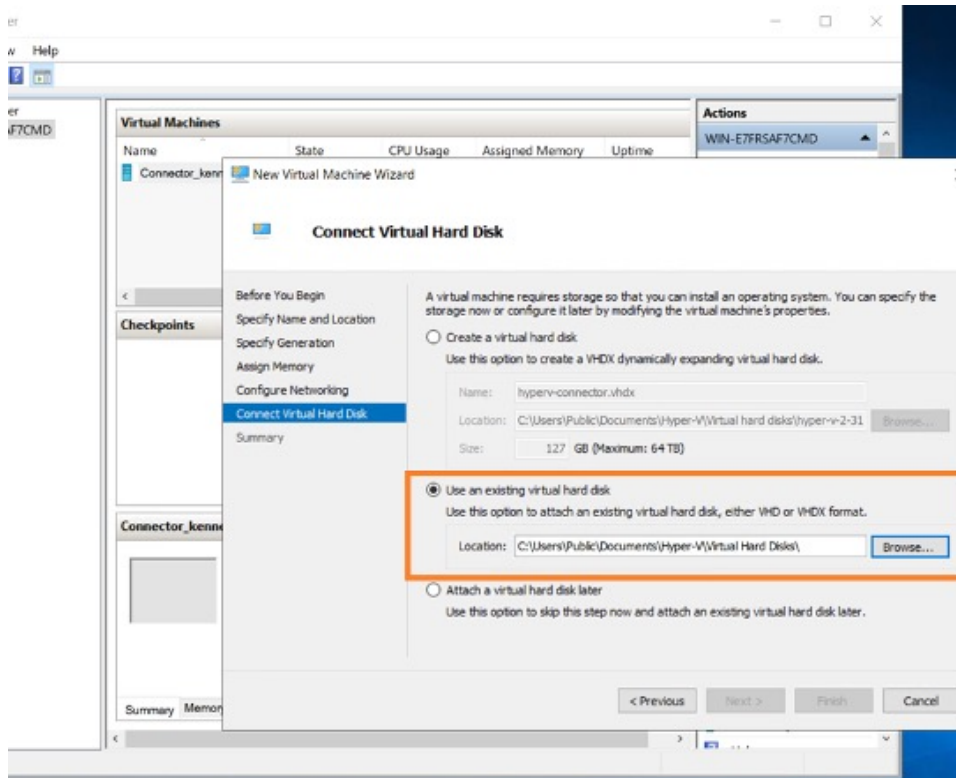 Help
Virtual Machines
Name State CPU Usage Assigned Memory Uptime
Actions
WIN-E7FRSAF7CMD
New Virtual Machine Wizard
Connect Virtual Hard Disk
Before You Begin
Specify Name and Location
Specify Generation
Assign Memory
Configure Networking
Connect Virtual Hard Disk
Summary
A virtual machine requires storage so that you can install an operating system. You can specify the
storage now or configure it later by modifying the virtual machine's properties.
Create a virtual hard disk
Use this option to create a VHDX dynamically expanding virtual hard disk.
Name: hyperv-connector.vhdx
Location: C:\Users\Public\Documents\Hyper-V\Virtual hard disks\hyper-v-2-31 Browse...
Size: 127 GB (Maximum: 64 TB)
Use an existing virtual hard disk
Use this option to attach an existing virtual hard disk, either VHD or VHDX format.
Location: C:\Users\Public\Documents\Hyper-V\Virtual Hard Disks\ Browse...
Attach a virtual hard disk later
Use this option to skip this step now and attach an existing virtual hard disk later.
< Previous Next > Finish Cancel
Checkpoints
Summary